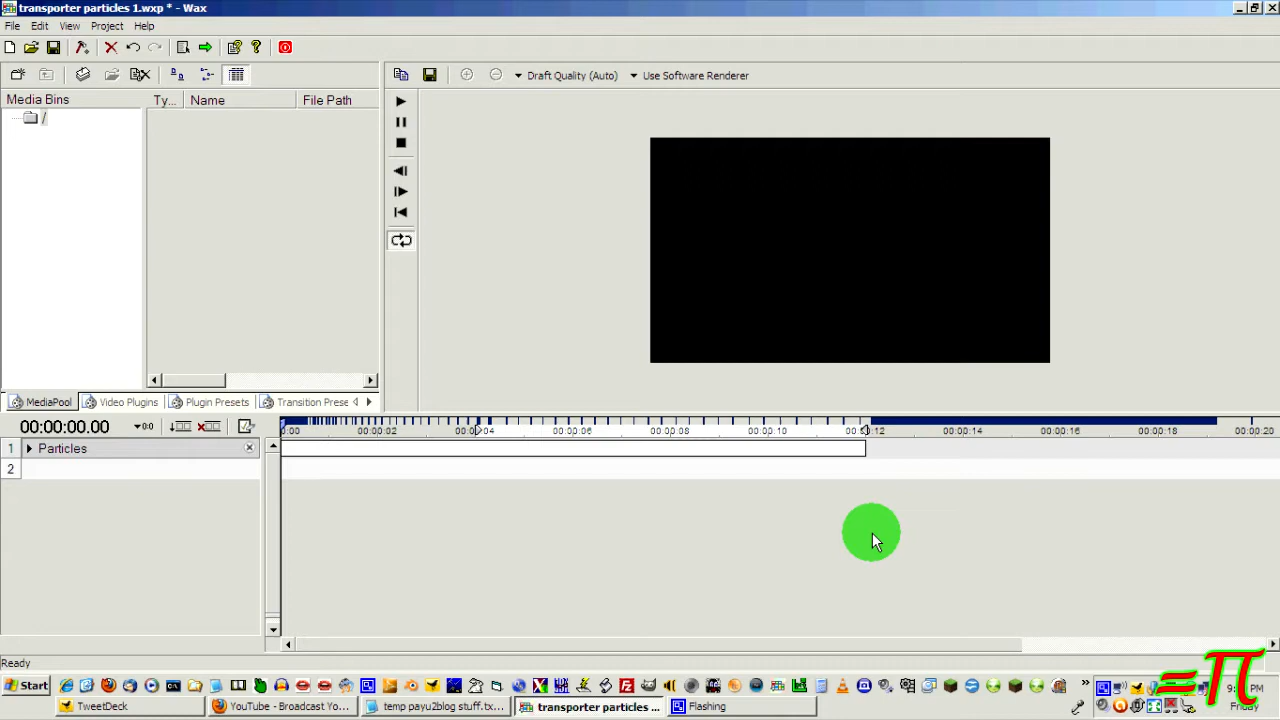 transporter particles 1.wxp * - Wax
File Edit View Project Help
Draft Quality (Auto) Use Software Renderer
Media Bins Ty... Name File Path
/
MediaPool Video Plugins Plugin Presets Transition Prese
00:00:00.00 0:0 :00 00:00:02 00:00:04 00:00:06 00:00:08 00:00:10 00:00:12 00:00:14 00:00:16 00:00:18 00:00:20
1 Particles
2
Ready
Start
TweetDeck YouTube - Broadcast Yo... temp payu2blog stuff.tx... transporter particles ... Flashing Friday
=π